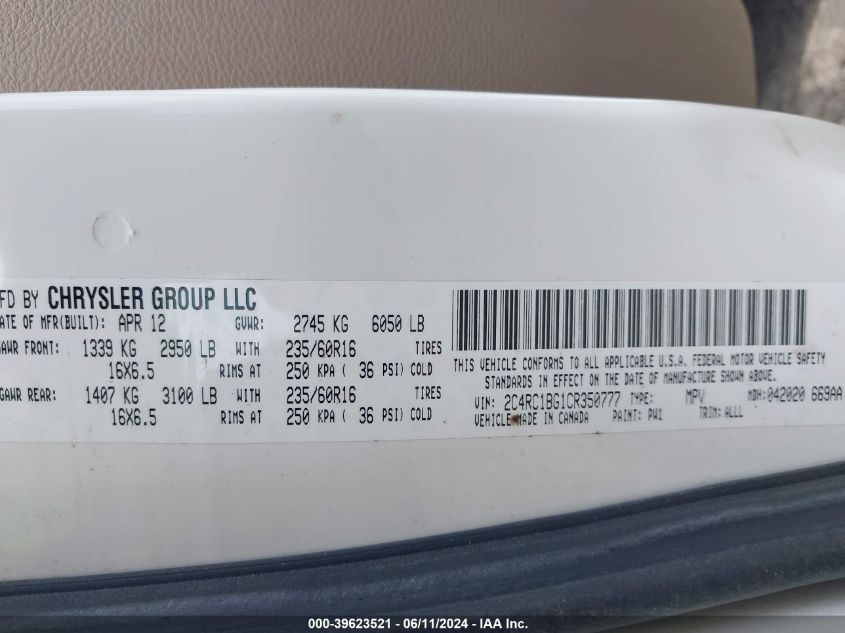 FD BY CHRYSLER GROUP LLC
ATE OF MFR(BUILT): APR 12 GVWR: 2745 KG 6050 LB
GAWR FRONT: 1339 KG 2950 LB WITH 235/60R16 TIRES
16X6.5 RIMS AT 250 KPA ( 36 PSI) COLD
GAWR REAR: 1407 KG 3100 LB WITH 235/60R16 TIRES
16X6.5 RIMS AT 250 KPA ( 36 PSI) COLD
THIS VEHICLE CONFORMS TO ALL APPLICABLE U.S.A. FEDERAL MOTOR VEHICLE SAFETY
STANDARDS IN EFFECT ON THE DATE OF MANUFACTURE SHOWN ABOVE.
VIN: 2C4RC1BG1CR350777 TYPE: MPV MDH:042020 669AA
VEHICLE MADE IN CANADA PAINT: PW1 TRIM: ALLL
000-39623521 - 06/11/2024 - IAA Inc.